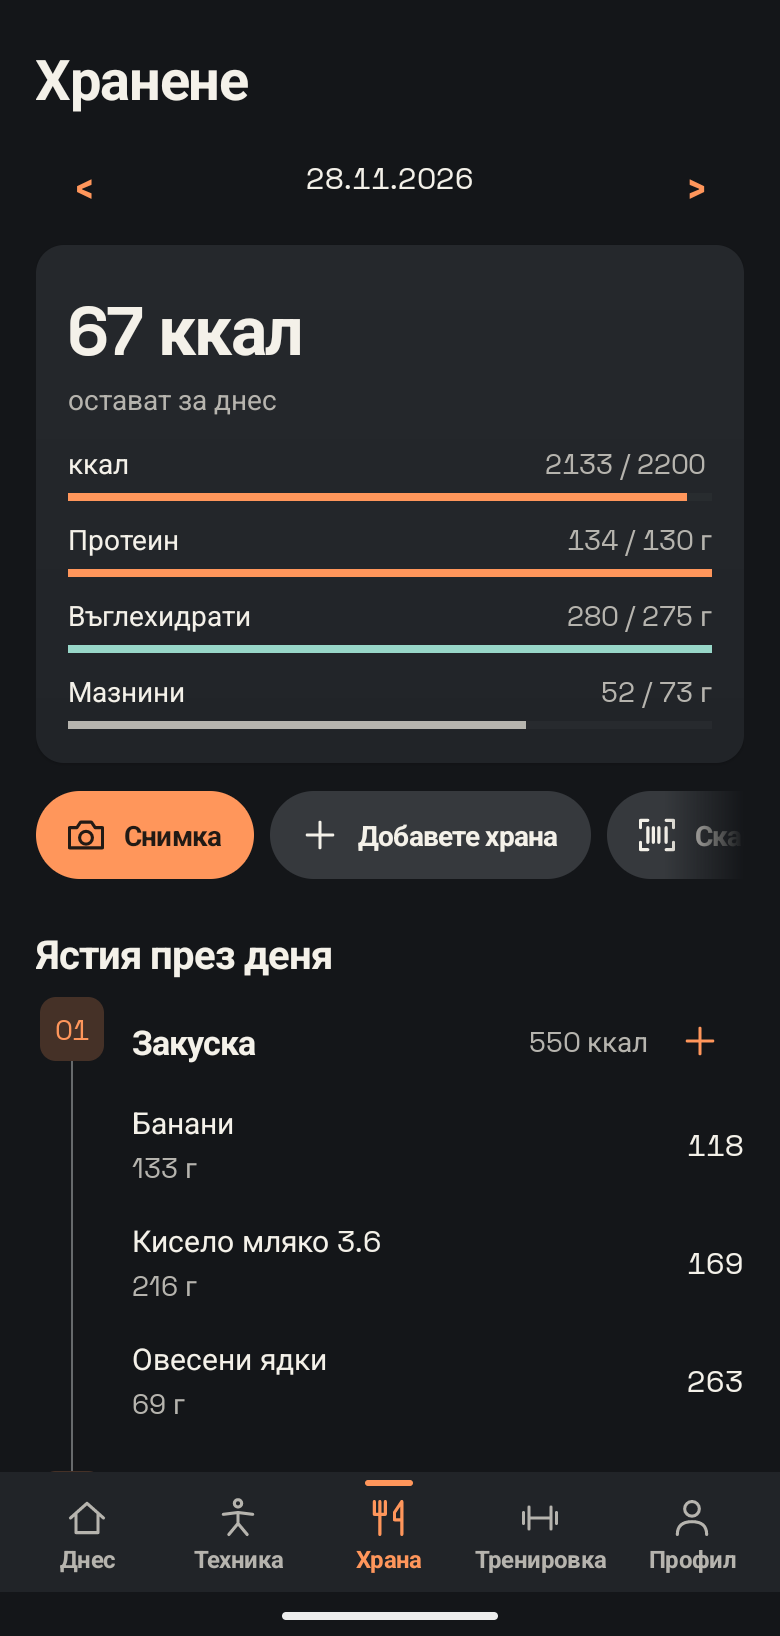 Хранене
< 28.11.2026 >
67 ккал
остават за днес
ккал 2133 / 2200
Протеин 134 / 130 г
Въглехидрати 280 / 275 г
Мазнини 52 / 73 г
Снимка Добавете храна Ска
Ястия през деня
01 Закуска 550 ккал
Банани
133 г 118
Кисело мляко 3.6
216 г 169
Овесени ядки
69 г 263
Днес Техника Храна Тренировка Профил